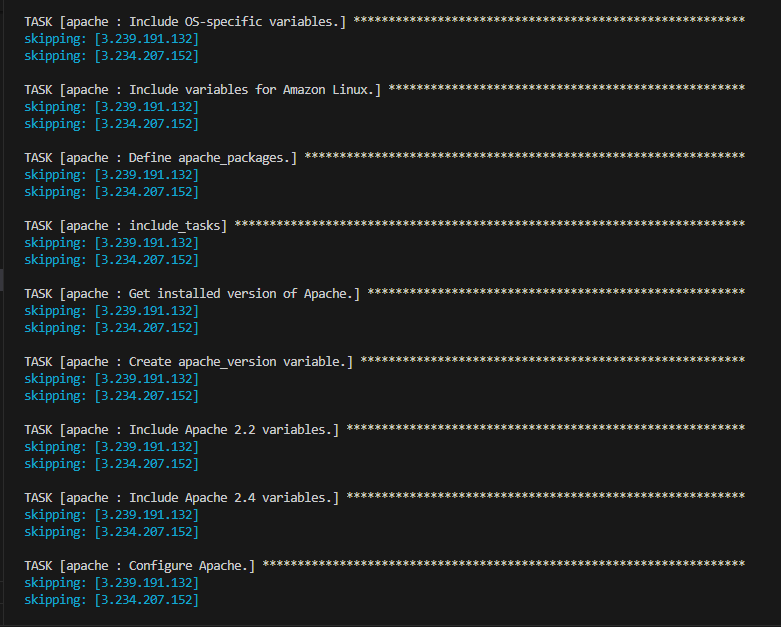 TASK [apache : Include OS-specific variables.] ********************************************************
skipping: [3.239.191.132]
skipping: [3.234.207.152]
TASK [apache : Include variables for Amazon Linux.] ***************************************************
skipping: [3.239.191.132]
skipping: [3.234.207.152]
TASK [apache : Define apache_packages.] ***************************************************************
skipping: [3.239.191.132]
skipping: [3.234.207.152]
TASK [apache : include_tasks] *************************************************************************
skipping: [3.239.191.132]
skipping: [3.234.207.152]
TASK [apache : Get installed version of Apache.] ******************************************************
skipping: [3.239.191.132]
skipping: [3.234.207.152]
TASK [apache : Create apache_version variable.] *******************************************************
skipping: [3.239.191.132]
skipping: [3.234.207.152]
TASK [apache : Include Apache 2.2 variables.] *********************************************************
skipping: [3.239.191.132]
skipping: [3.234.207.152]
TASK [apache : Include Apache 2.4 variables.] *********************************************************
skipping: [3.239.191.132]
skipping: [3.234.207.152]
TASK [apache : Configure Apache.] *********************************************************************
skipping: [3.239.191.132]
skipping: [3.234.207.152]